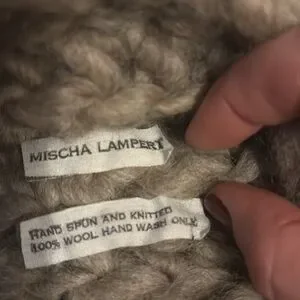 MISCHA LAMPERT
HAND SPUN AND KNITTED
100% WOOL HAND WASH ONLY